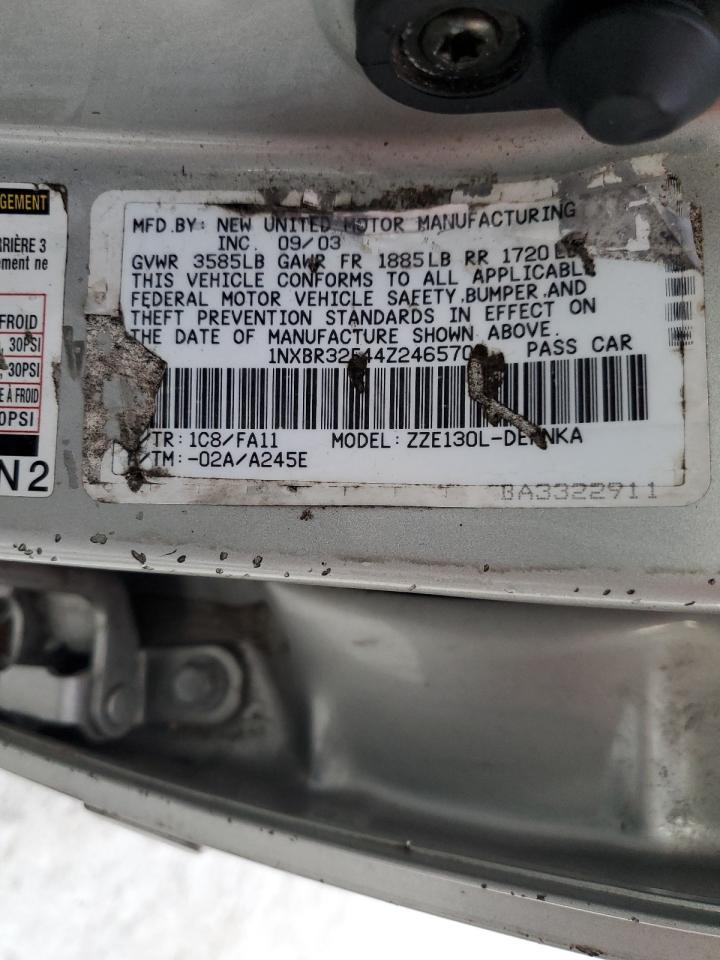 GEMENT
RRIÈRE 3
ement ne
FROID
, 30PSI
, 30PSI
À FROID
0PSI
N2
MFD.BY: NEW UNITED MOTOR MANUFACTURING
INC. 09/03
GVWR 3585LB GAWR FR 1885LB RR 1720LB
THIS VEHICLE CONFORMS TO ALL APPLICABLE
FEDERAL MOTOR VEHICLE SAFETY,BUMPER,AND
THEFT PREVENTION STANDARDS IN EFFECT ON
THE DATE OF MANUFACTURE SHOWN ABOVE.
PASS CAR
/TR:1C8/FA11 MODEL:
/TM:-02A/A245E
BA3322911